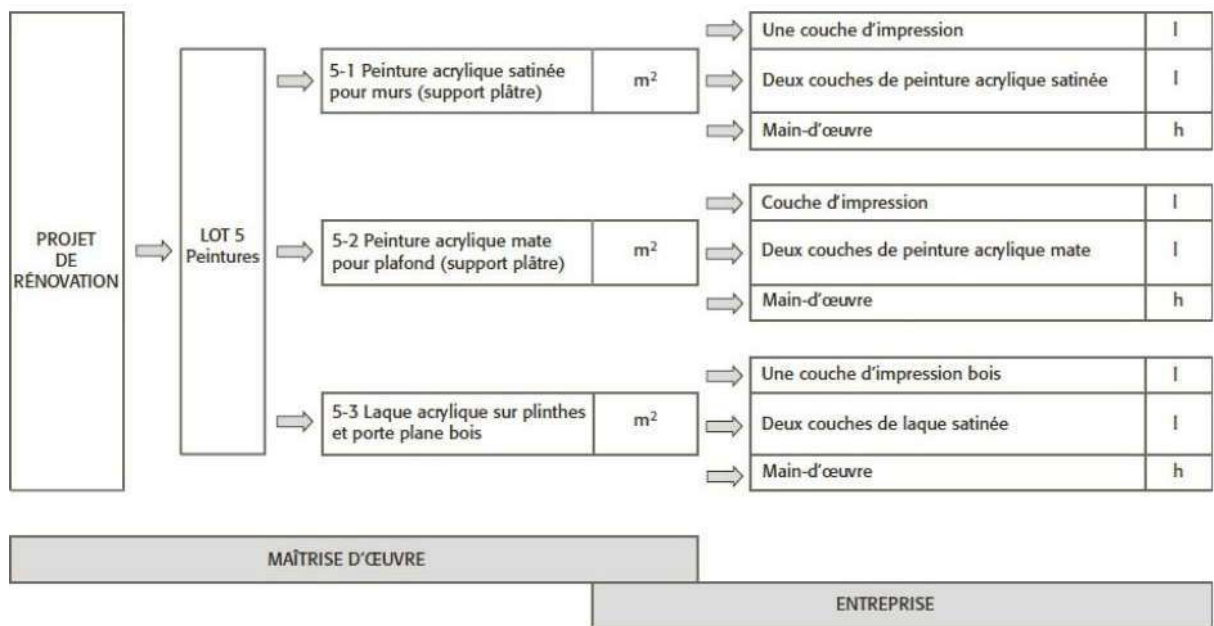 PROJET
DE
RÉNOVATION
LOT 5
Peintures
5-1 Peinture acrylique satinée
pour murs (support plâtre)
m²
Une couche d'impression
l
Deux couches de peinture acrylique satinée
l
Main-d'œuvre
h
5-2 Peinture acrylique mate
pour plafond (support plâtre)
m²
Couche d'impression
l
Deux couches de peinture acrylique mate
l
Main-d'œuvre
h
5-3 Laque acrylique sur plinthes
et porte plane bois
m²
Une couche d'impression bois
l
Deux couches de laque satinée
l
Main-d'œuvre
h
MAÎTRISE D'ŒUVRE
ENTREPRISE